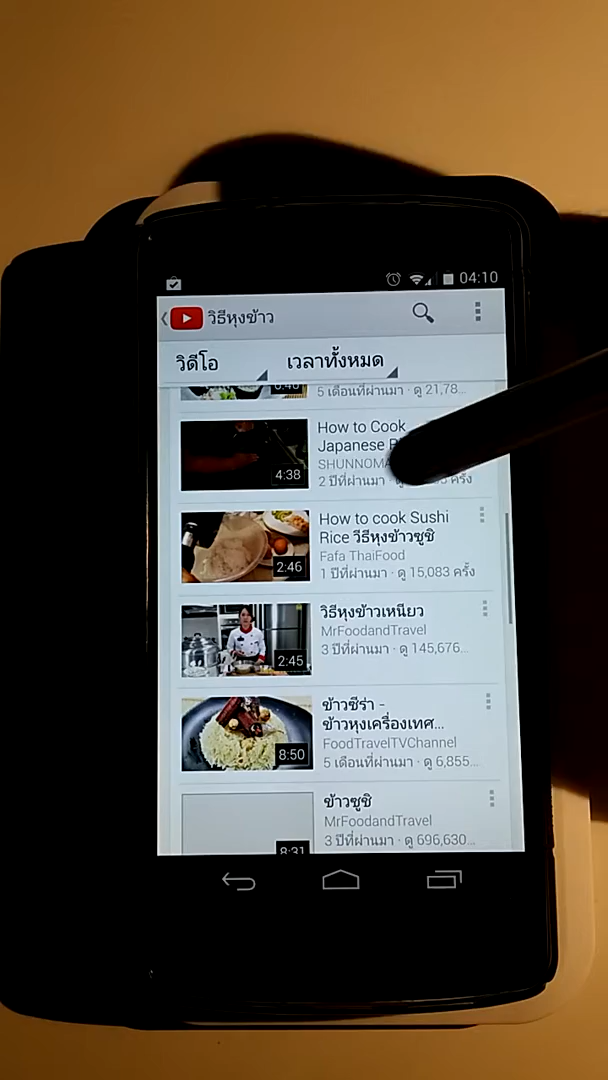 04:10
วิธีหุงข้าว
วิดีโอ
เวลาทั้งหมด
5 เดือนที่ผ่านมา · ดู 21,78...
How to Cook
Japanese
4:38
SHUNNOMA
2 ปีที่ผ่านมา · ครั้ง
How to cook Sushi
Rice วิธีหุงข้าวซูชิ
Fafa ThaiFood
2:46
1 ปีที่ผ่านมา · ดู 15,083 ครั้ง
วิธีหุงข้าวเหนียว
MrFoodandTravel
2:45
3 ปีที่ผ่านมา · ดู 145,676...
ข้าวซีร่า -
ข้าวหุงเครื่องเทศ...
FoodTravelTVChannel
8:50
5 เดือนที่ผ่านมา · ดู 6,855...
ข้าวซูชิ
MrFoodandTravel
3 ปีที่ผ่านมา · ดู 696,630...
8:31